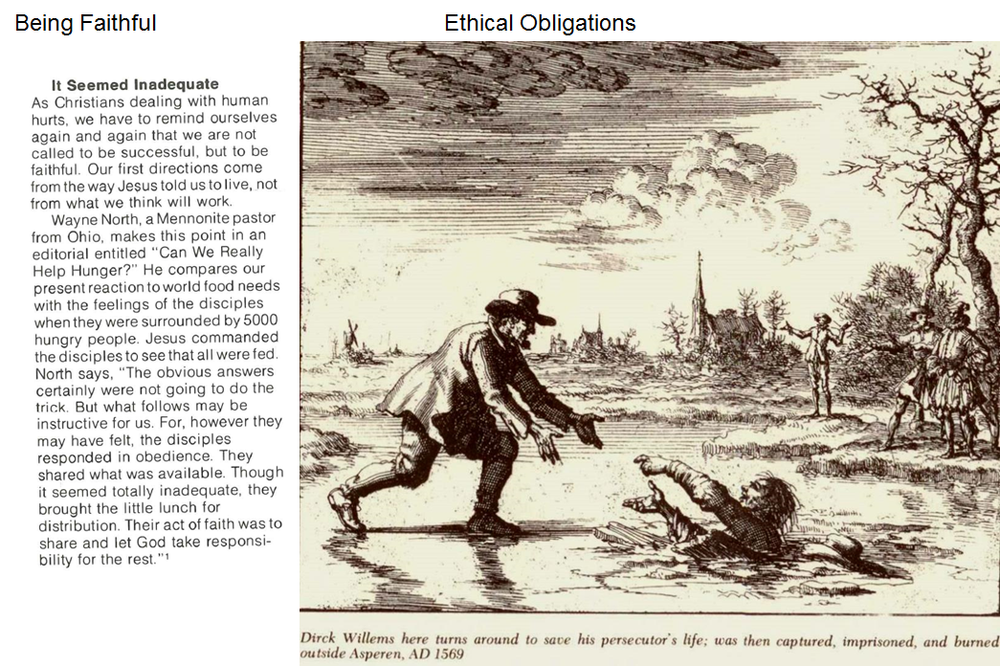 Being Faithful
Ethical Obligations
It Seemed Inadequate
As Christians dealing with human
hurts, we have to remind ourselves
again and again that we are not
called to be successful, but to be
faithful. Our first directions come
from the way Jesus told us to live, not
from what we think will work.
Wayne North, a Mennonite pastor
from Ohio, makes this point in an
editorial entitled "Can We Really
Help Hunger?" He compares our
present reaction to world food needs
with the feelings of the disciples
when they were surrounded by 5000
hungry people. Jesus commanded
the disciples to see that all were fed.
North says, "The obvious answers
certainly were not going to do the
trick. But what follows may be
instructive for us. For, however they
may have felt, the disciples
responded in obedience. They
shared what was available. Though
it seemed totally inadequate, they
brought the little lunch for
distribution. Their act of faith was to
share and let God take responsi-
bility for the rest."¹
Dirck Willems here turns around to save his persecutor's life; was then captured, imprisoned, and burned
outside Asperen, AD 1569